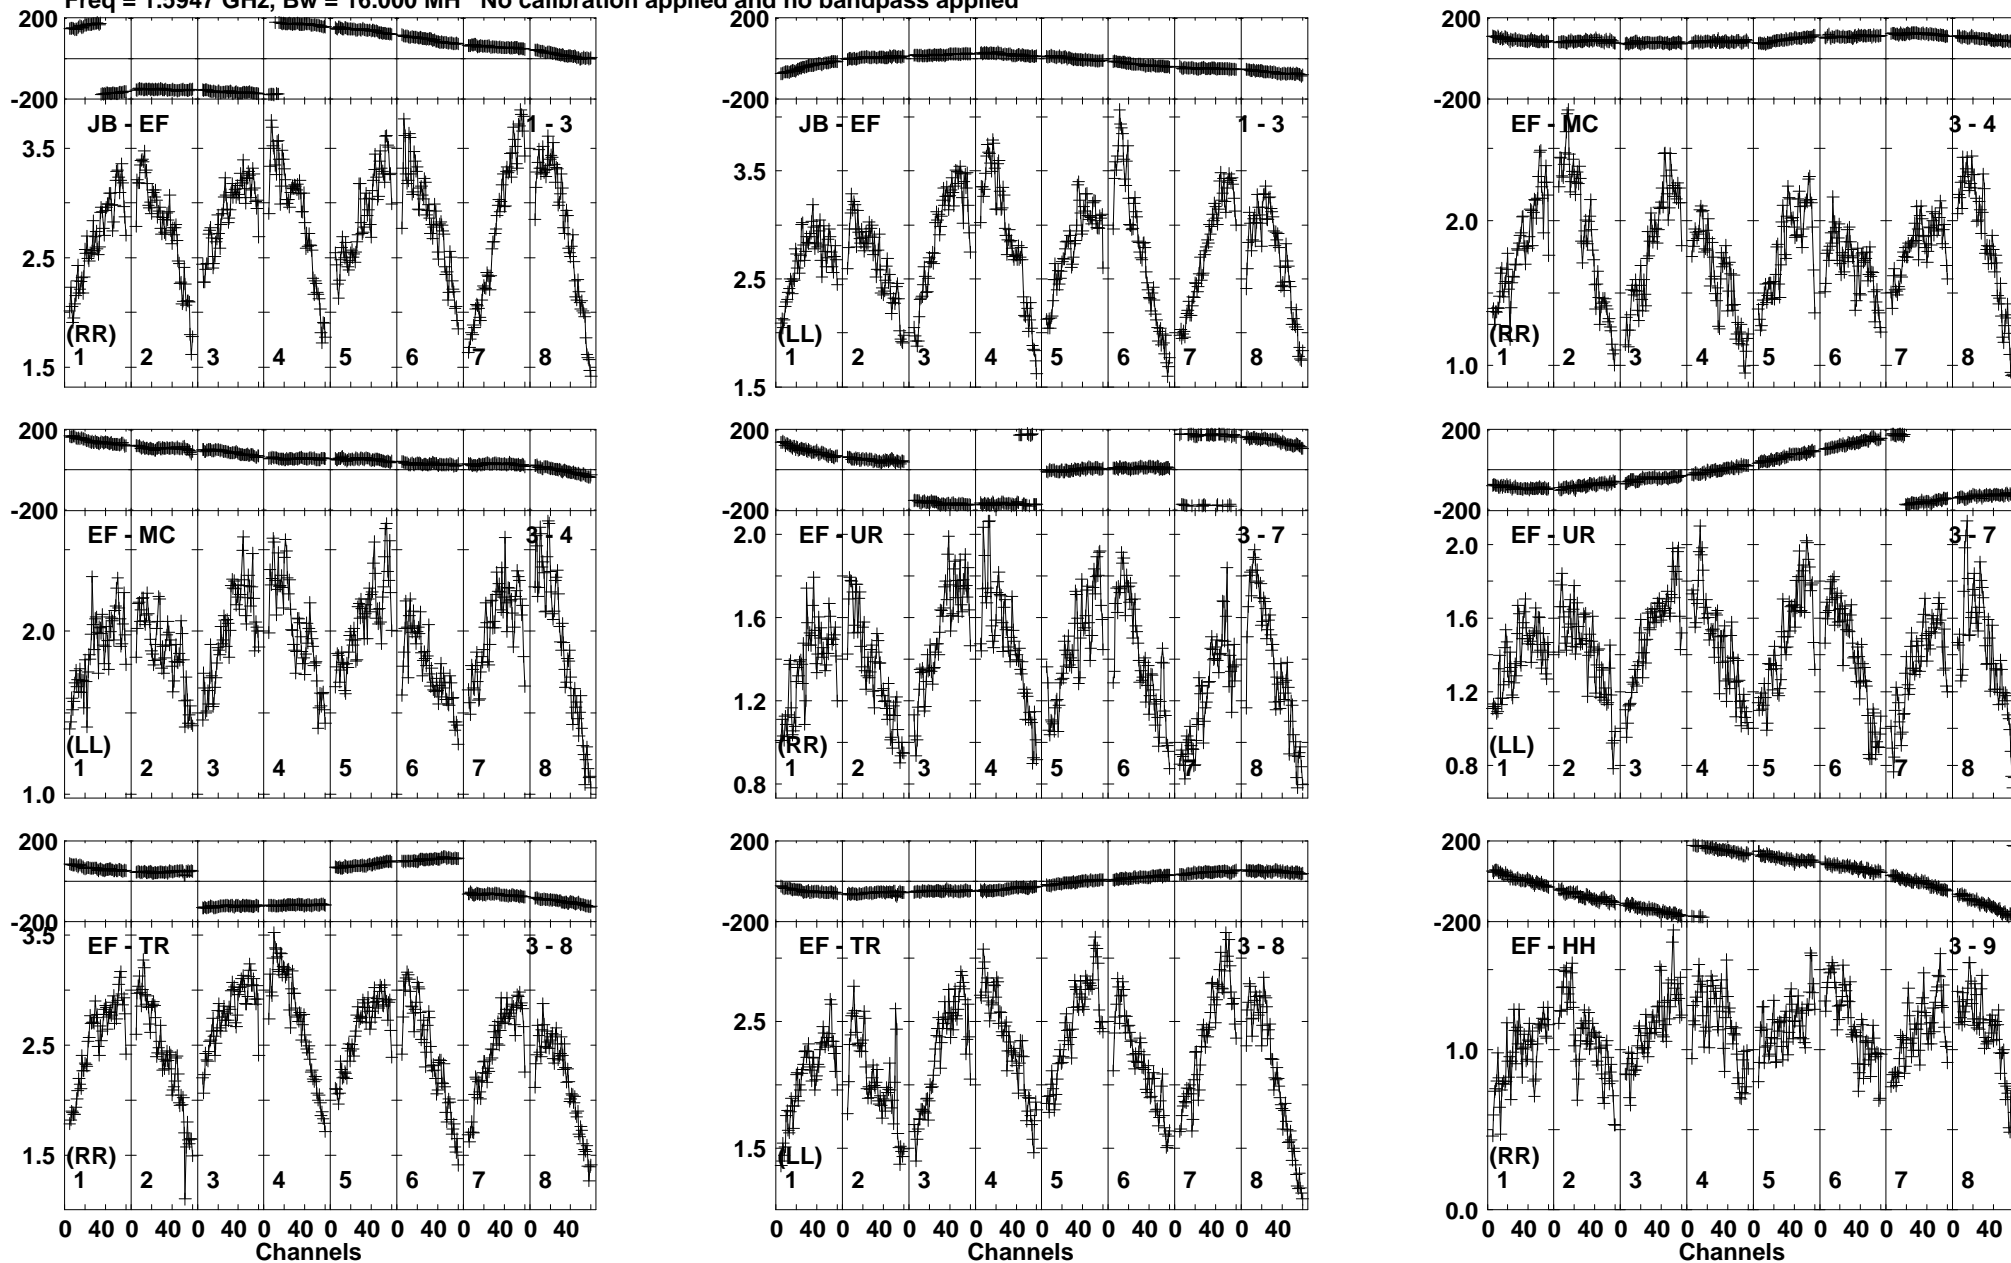 Freq = 1.5947 GHz, Bw = 16.000 MH No calibration applied and no bandpass applied
200 200 200
-200 -200 -200
JB - EF 1 - 3 JB - EF 1 - 3 EF - MC 3 - 4
3.5 3.5 2.0
2.5 2.5
(RR) (LL) (RR)
1 2 3 4 5 6 7 8 1 2 3 4 5 6 7 8 1 2 3 4 5 6 7 8
1.5 1.5 1.0
200 200 200
-200 -200 -200
EF - MC 3 - 4 EF - UR 3 - 7 EF - UR 3 - 7
2.0 2.0 2.0
1.6 1.6
1.2 1.2
(LL) (RR) (LL)
1 2 3 4 5 6 7 8 1 2 3 4 5 6 7 8 1 2 3 4 5 6 7 8
1.0 0.8 0.8
200 200 200
-200 -200 -200
3.5
EF - TR 3 - 8 EF - TR 3 - 8 EF - HH 3 - 9
2.5 2.5 1.0
1.5 1.5
(RR) (LL) (RR)
1 2 3 4 5 6 7 8 1 2 3 4 5 6 7 8 1 2 3 4 5 6 7 8
0.0
0 40 0 40 0 40 0 40 0 40 0 40 0 40 0 40 0 40 0 40 0 40 0 40 0 40 0 40 0 40 0 40 0 40 0 40 0 40 0 40 0 40 0 40 0 40 0 40
Channels Channels Channels